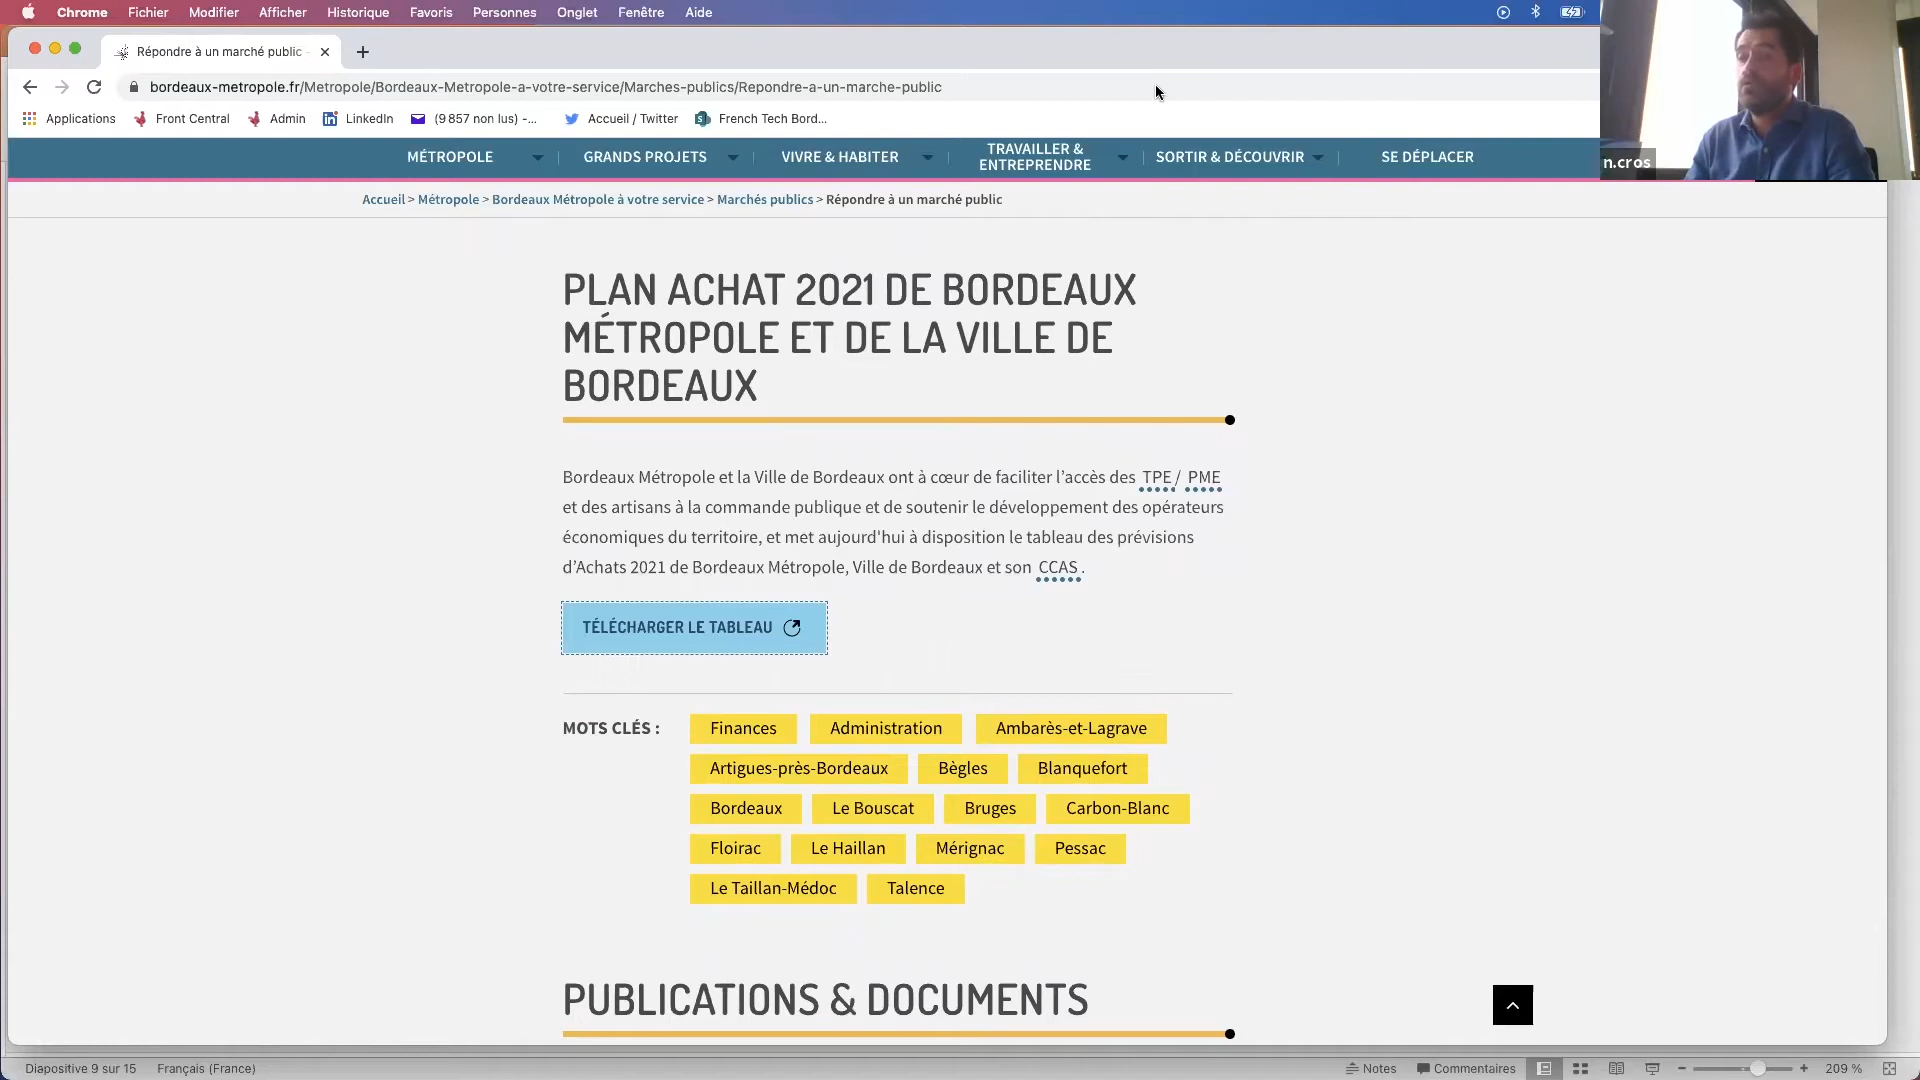 Chrome Fichier Modifier Afficher Historique Favoris Personnes Onglet Fenêtre Aide
Répondre à un marché public -
bordeaux-metropole.fr/Metropole/Bordeaux-Metropole-a-votre-service/Marches-publics/Repondre-a-un-marche-public
Applications Front Central Admin LinkedIn (9 857 non lus) -... Accueil / Twitter French Tech Bord...
MÉTROPOLE GRANDS PROJETS VIVRE & HABITER TRAVAILLER & ENTREPRENDRE SORTIR & DÉCOUVRIR SE DÉPLACER
n.cros
Accueil > Métropole > Bordeaux Métropole à votre service > Marchés publics > Répondre à un marché public
PLAN ACHAT 2021 DE BORDEAUX
MÉTROPOLE ET DE LA VILLE DE
BORDEAUX
Bordeaux Métropole et la Ville de Bordeaux ont à cœur de faciliter l’accès des TPE / PME
et des artisans à la commande publique et de soutenir le développement des opérateurs
économiques du territoire, et met aujourd'hui à disposition le tableau des prévisions
d’Achats 2021 de Bordeaux Métropole, Ville de Bordeaux et son CCAS .
TÉLÉCHARGER LE TABLEAU
MOTS CLÉS : Finances Administration Ambarès-et-Lagrave
Artigues-près-Bordeaux Bègles Blanquefort
Bordeaux Le Bouscat Bruges Carbon-Blanc
Floirac Le Haillan Mérignac Pessac
Le Taillan-Médoc Talence
PUBLICATIONS & DOCUMENTS
Diapositive 9 sur 15 Français (France) Notes Commentaires 209 %